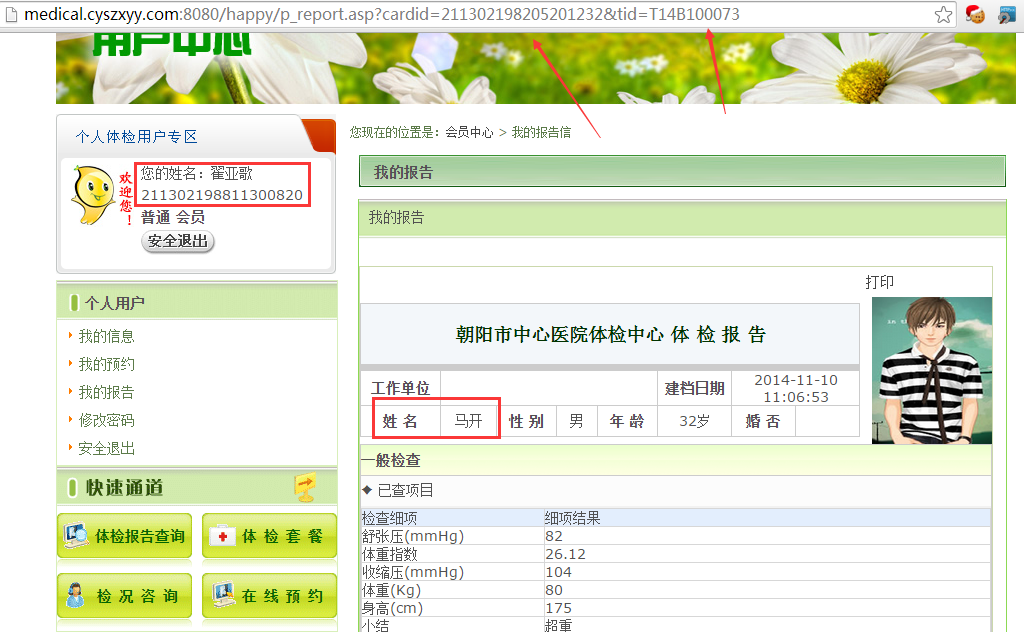 medical.cyszxyy.com:8080/happy/p_report.asp?cardid=211302198205201232&tid=T14B100073
用户中心
个人体检用户专区
您现在的位置是：会员中心 > 我的报告信
欢迎您！
您的姓名：翟亚歌
211302198811300820
普通 会员
安全退出
我的报告
我的报告
个人用户
我的信息
我的预约
我的报告
修改密码
安全退出
快速通道
体检报告查询
体 检 套 餐
检 况 咨 询
在 线 预 约
打印
朝阳市中心医院体检中心 体 检 报 告
工作单位 建档日期 2014-11-10 11:06:53
姓 名 马开 性 别 男 年 龄 32岁 婚 否
一般检查
◆ 已查项目
检查细项 细项结果
舒张压(mmHg) 82
体重指数 26.12
收缩压(mmHg) 104
体重(Kg) 80
身高(cm) 175
小结 超重